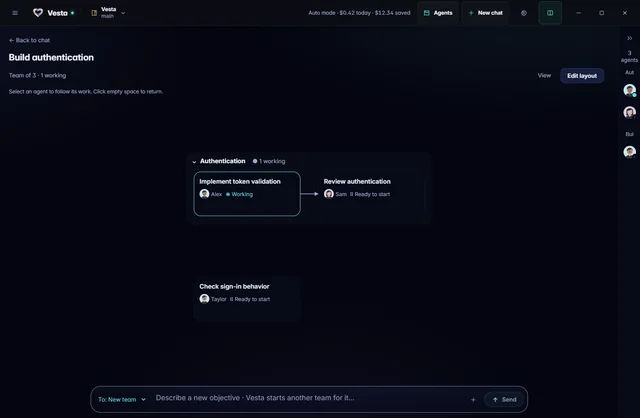 Vesta
Vesta
main
Auto mode · $0.42 today · $12.34 saved
Agents
+ New chat
← Back to chat
Build authentication
Team of 3 · 1 working
View
Edit layout
Select an agent to follow its work. Click empty space to return.
3
agents
Aut
Bui
Authentication
1 working
Implement token validation
Alex
Working
Review authentication
Sam
Ready to start
Check sign-in behavior
Taylor
Ready to start
To: New team
Describe a new objective · Vesta starts another team for it...
Send